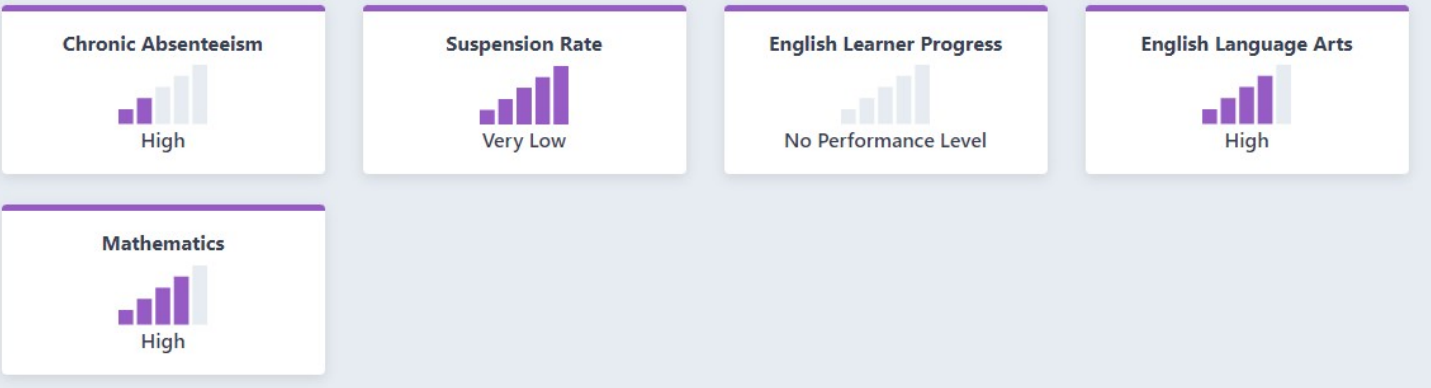 Chronic Absenteeism
High
Suspension Rate
Very Low
English Learner Progress
No Performance Level
English Language Arts
High
Mathematics
High